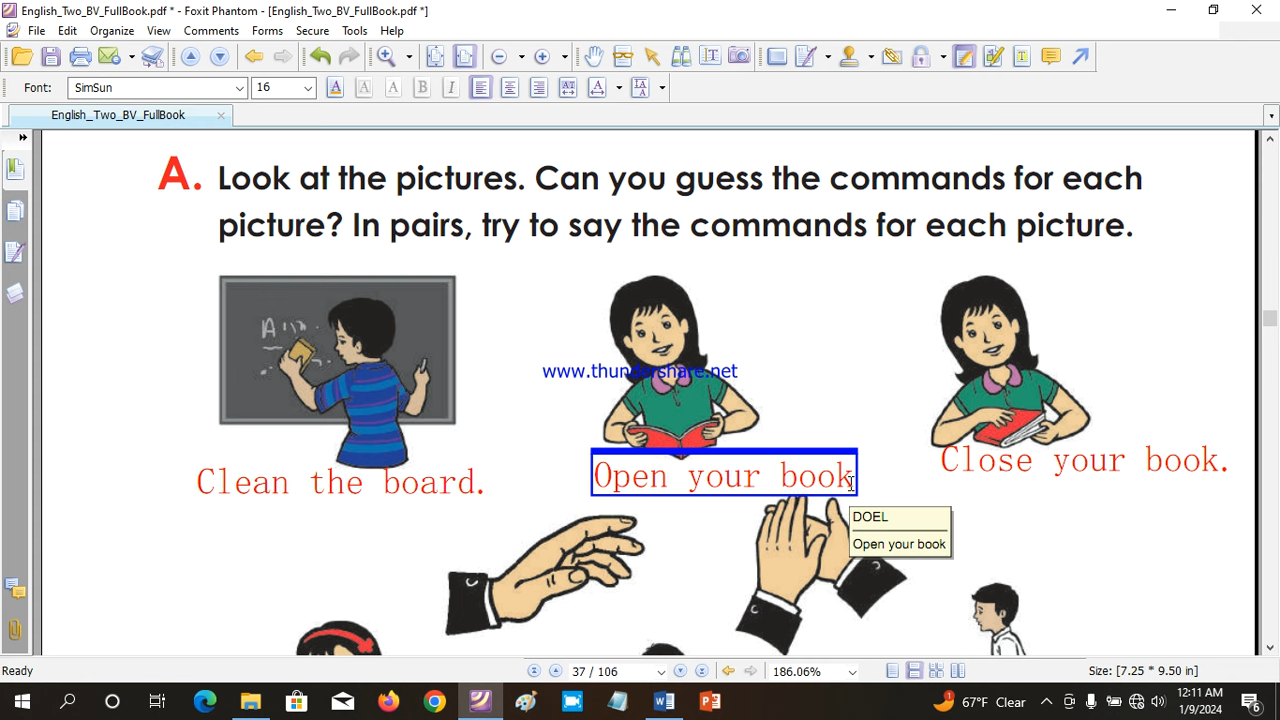 English_Two_BV_FullBook.pdf * - Foxit Phantom - [English_Two_BV_FullBook.pdf *]
File Edit Organize View Comments Forms Secure Tools Help
Font: SimSun 16
English_Two_BV_FullBook
A. Look at the pictures. Can you guess the commands for each
picture? In pairs, try to say the commands for each picture.
A
www.thundershare.net
Clean the board.
Open your book
Close your book.
DOEL
Open your book
Ready
37 / 106
186.06%
Size: [7.25 * 9.50 in]
67°F Clear
12:11 AM
1/9/2024
6